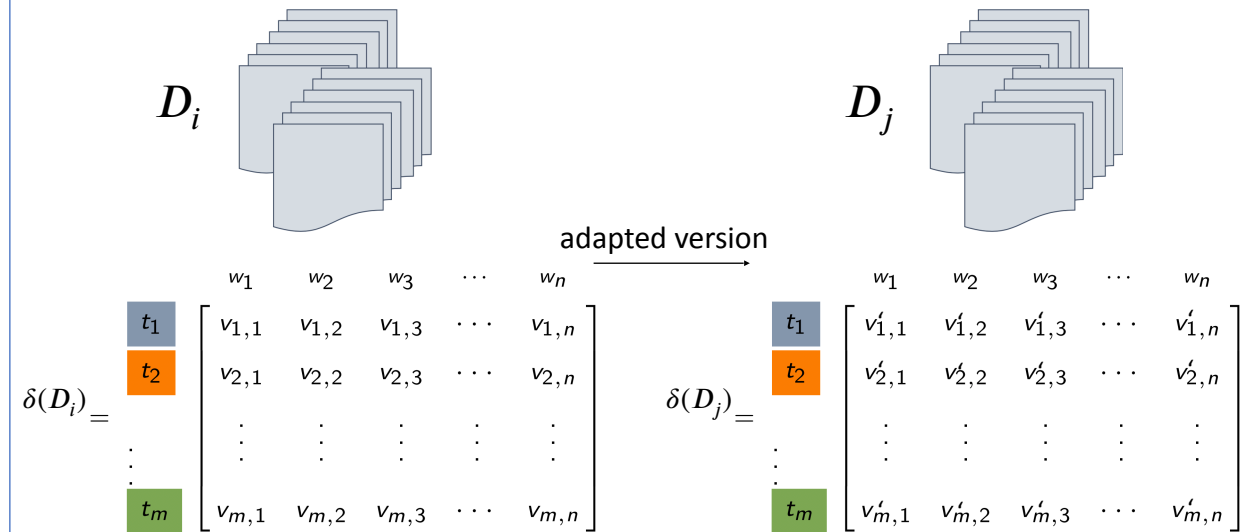 D_i D_j
adapted version
w_1 w_2 w_3 ⋯ w_n w_1 w_2 w_3 ⋯ w_n
t_1 v_{1,1} v_{1,2} v_{1,3} ⋯ v_{1,n} t_1 v′_{1,1} v′_{1,2} v′_{1,3} ⋯ v′_{1,n}
t_2 v_{2,1} v_{2,2} v_{2,3} ⋯ v_{2,n} t_2 v′_{2,1} v′_{2,2} v′_{2,3} ⋯ v′_{2,n}
δ(D_i) = δ(D_j) =
⋮ ⋮ ⋮ ⋮ ⋮ ⋮ ⋮ ⋮ ⋮ ⋮ ⋮ ⋮
t_m v_{m,1} v_{m,2} v_{m,3} ⋯ v_{m,n} t_m v′_{m,1} v′_{m,2} v′_{m,3} ⋯ v′_{m,n}